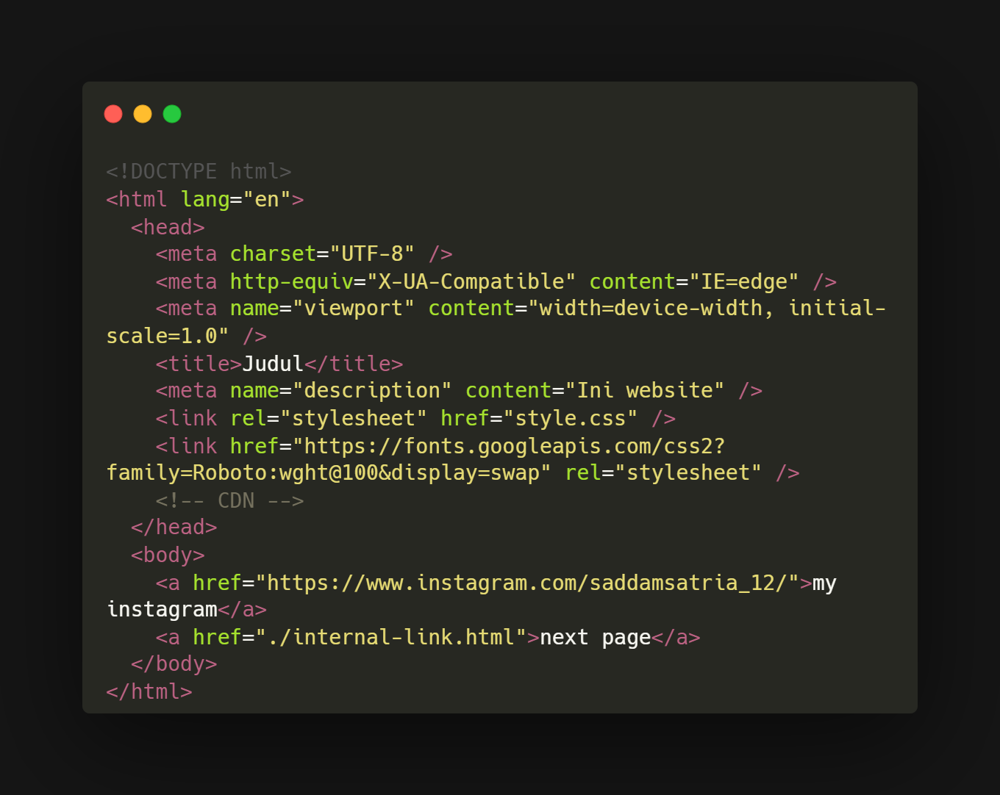 <!DOCTYPE html>
<html lang="en">
  <head>
    <meta charset="UTF-8" />
    <meta http-equiv="X-UA-Compatible" content="IE=edge" />
    <meta name="viewport" content="width=device-width, initial-
scale=1.0" />
    <title>Judul</title>
    <meta name="description" content="Ini website" />
    <link rel="stylesheet" href="style.css" />
    <link href="https://fonts.googleapis.com/css2?
family=Roboto:wght@100&display=swap" rel="stylesheet" />
    <!-- CDN -->
  </head>
  <body>
    <a href="https://www.instagram.com/saddamsatria_12/">my
instagram</a>
    <a href="./internal-link.html">next page</a>
  </body>
</html>